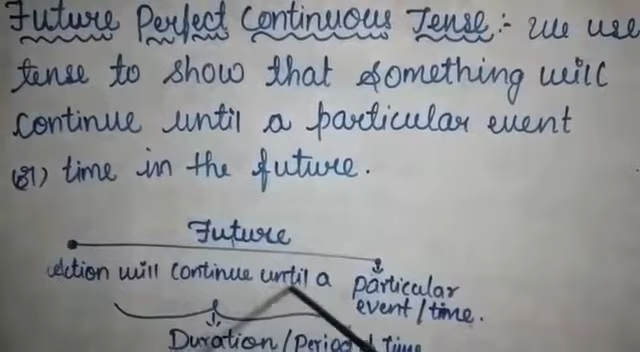 Future Perfect Continuous Tense :- We use
tense to show that something will
continue until a particular event
(or) time in the future.
Future
Action will continue until a particular
event / time.
Duration / Period time